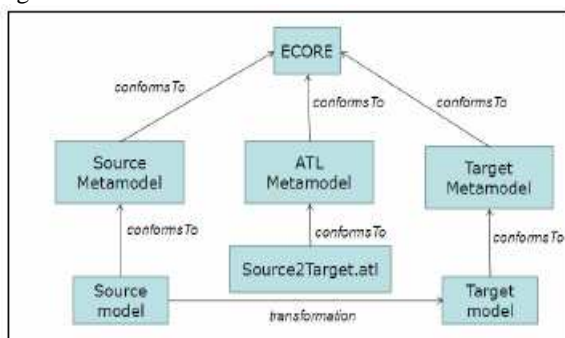 ECORE
conformsTo
conformsTo
conformsTo
Source
Metamodel
ATL
Metamodel
Target
Metamodel
conformsTo
conformsTo
conformsTo
Source2Target.atl
Source
model
Target
model
transformation